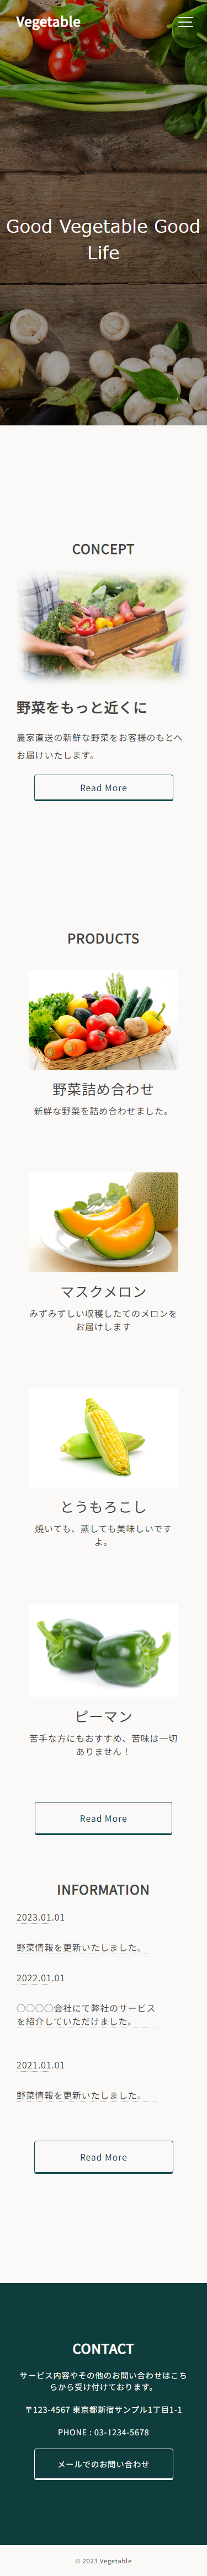 Vegetable
Good Vegetable Good
Life
CONCEPT
野菜をもっと近くに
農家直送の新鮮な野菜をお客様のもとへ
お届けいたします。
Read More
PRODUCTS
野菜詰め合わせ
新鮮な野菜を詰め合わせました。
マスクメロン
みずみずしい収穫したてのメロンを
お届けします
とうもろこし
焼いても、蒸しても美味しいです
よ。
ピーマン
苦手な方にもおすすめ、苦味は一切
ありません！
Read More
INFORMATION
2023.01.01
野菜情報を更新いたしました。
2022.01.01
〇〇〇〇会社にて弊社のサービス
を紹介していただけました。
2021.01.01
野菜情報を更新いたしました。
Read More
CONTACT
サービス内容やその他のお問い合わせはこち
らから受け付けております。
〒123-4567 東京都新宿サンプル1丁目1-1
PHONE : 03-1234-5678
メールでのお問い合わせ
© 2023 Vegetable